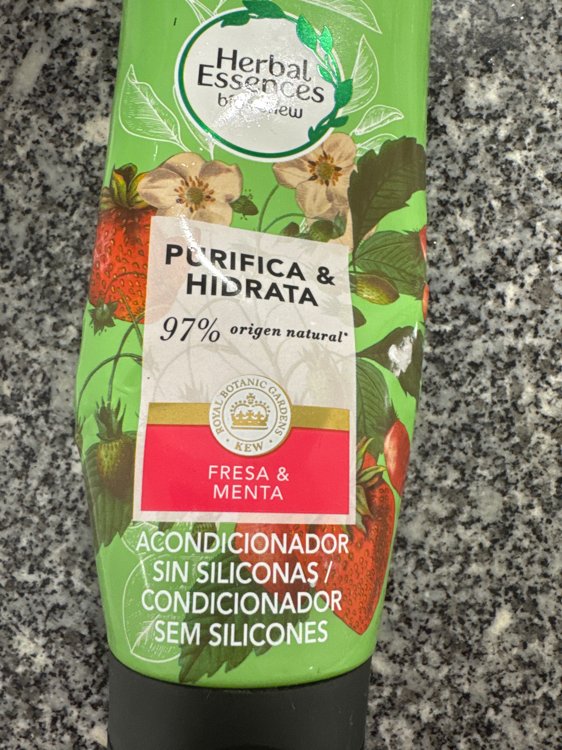 Herbal
Essences
PURIFICA &
HIDRATA
97% origen natural*
ROYAL BOTANIC GARDENS
• KEW •
FRESA &
MENTA
ACONDICIONADOR
SIN SILICONAS /
CONDICIONADOR
SEM SILICONES